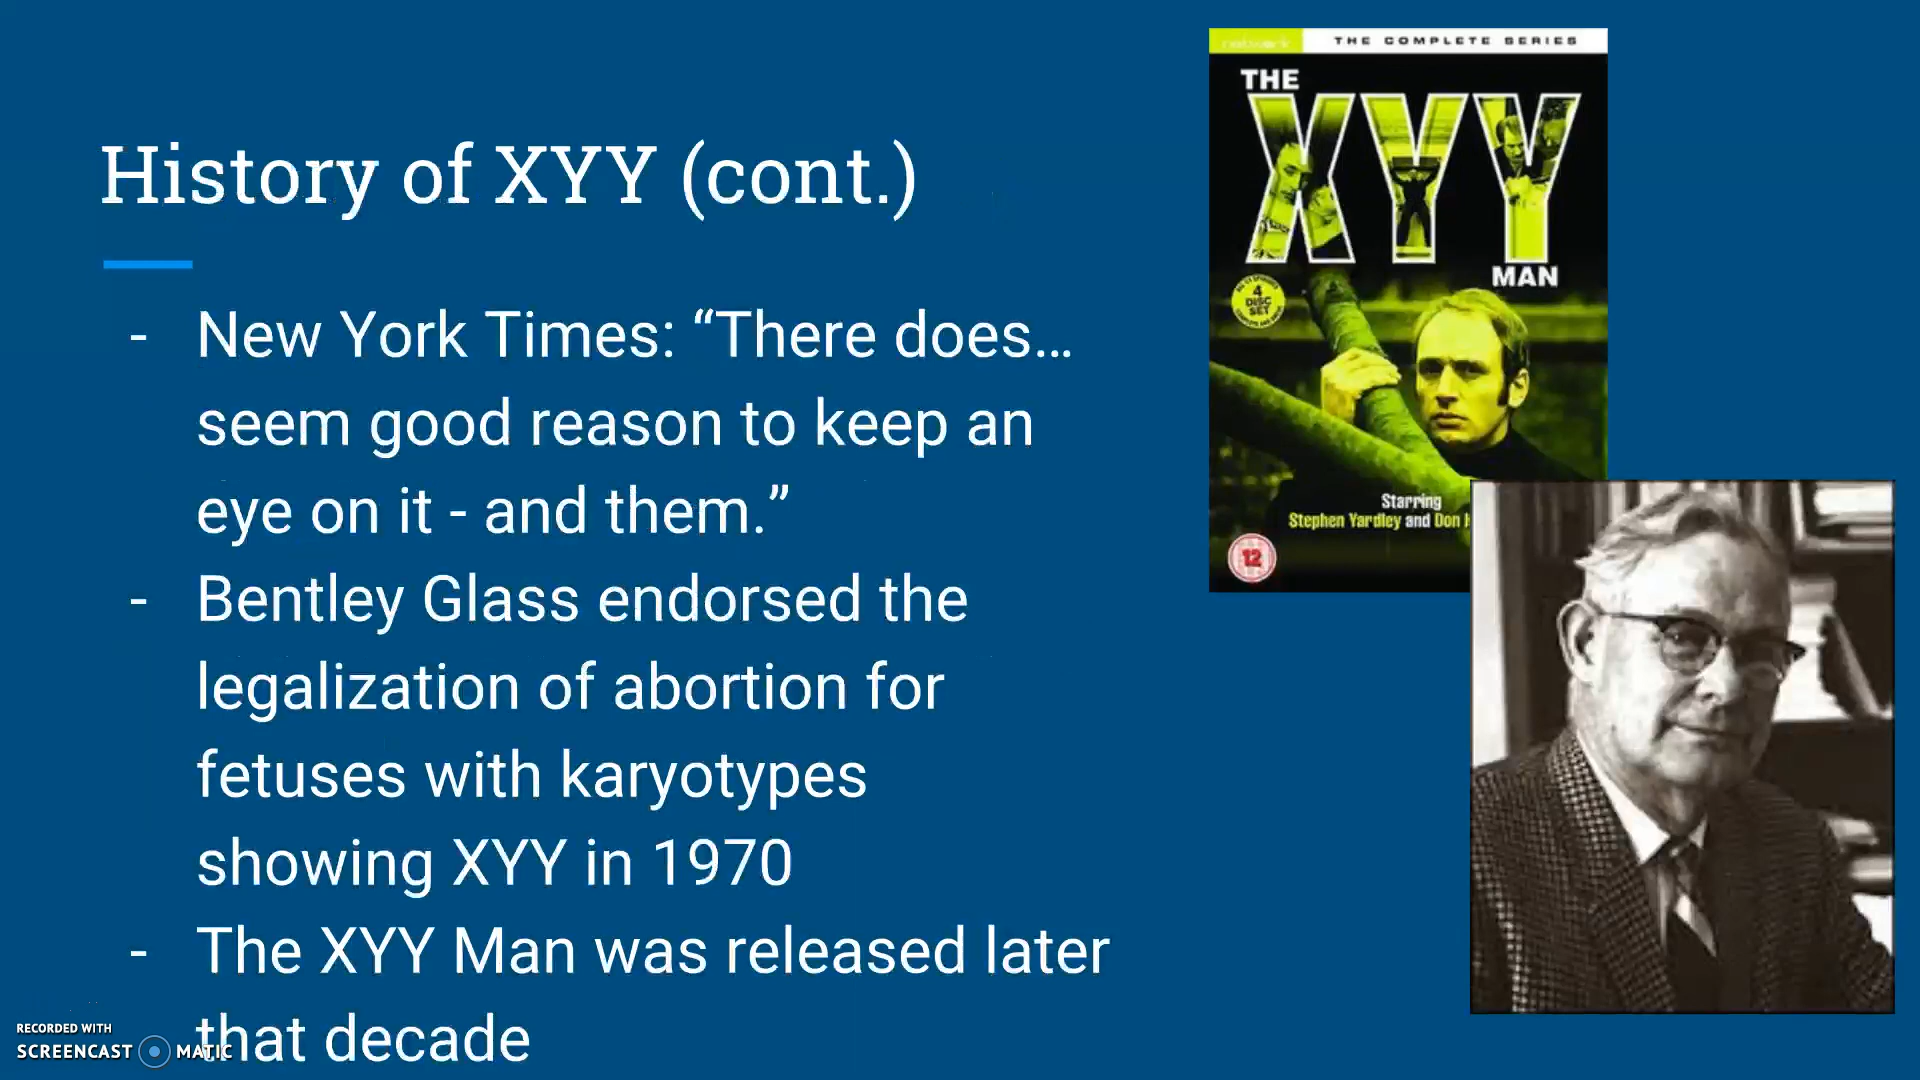 History of XYY (cont.)
- New York Times: “There does…
seem good reason to keep an
eye on it - and them.”
- Bentley Glass endorsed the
legalization of abortion for
fetuses with karyotypes
showing XYY in 1970
- The XYY Man was released later
that decade
network THE COMPLETE SERIES
THE
XYY
MAN
4
DISC
SET
Starring
Stephen Yardley and Don
12
RECORDED WITH
SCREENCAST MATIC